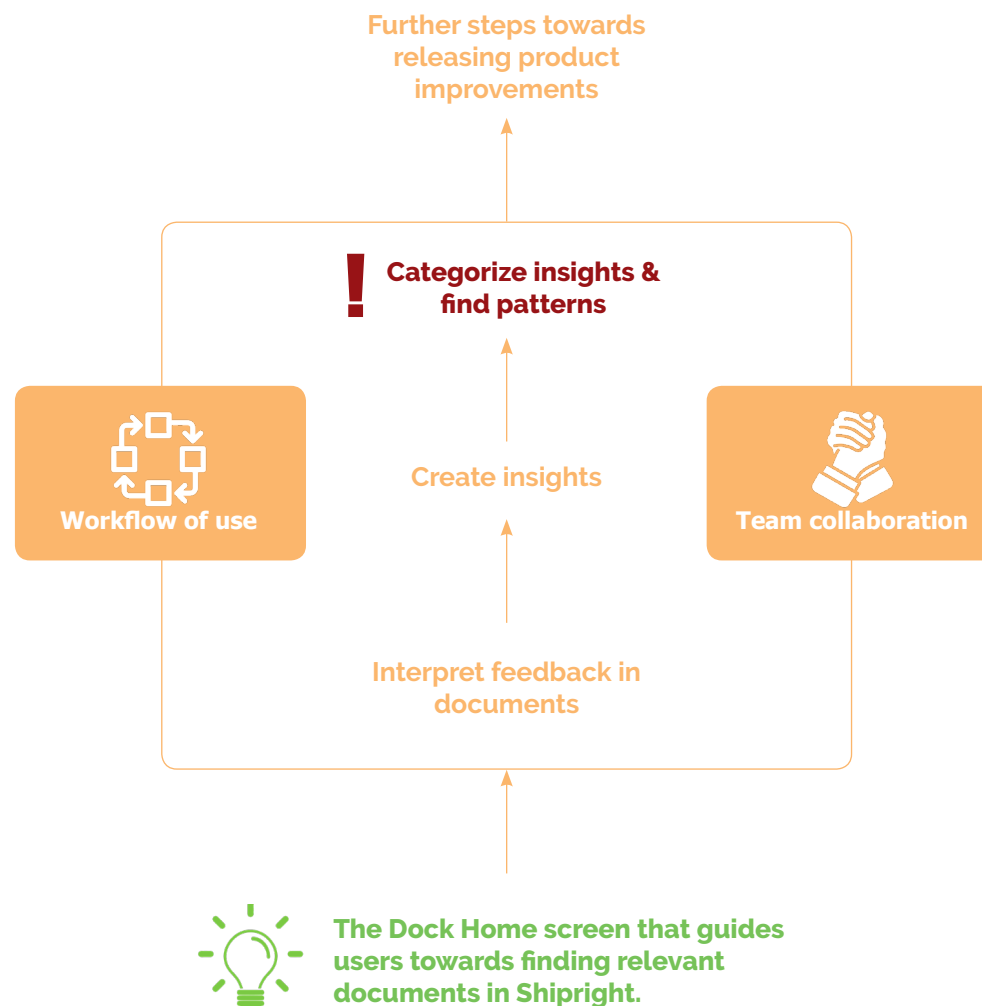 Further steps towards
releasing product
improvements
! Categorize insights &
find patterns
Workflow of use
Create insights
Team collaboration
Interpret feedback in
documents
The Dock Home screen that guides
users towards finding relevant
documents in Shipright.